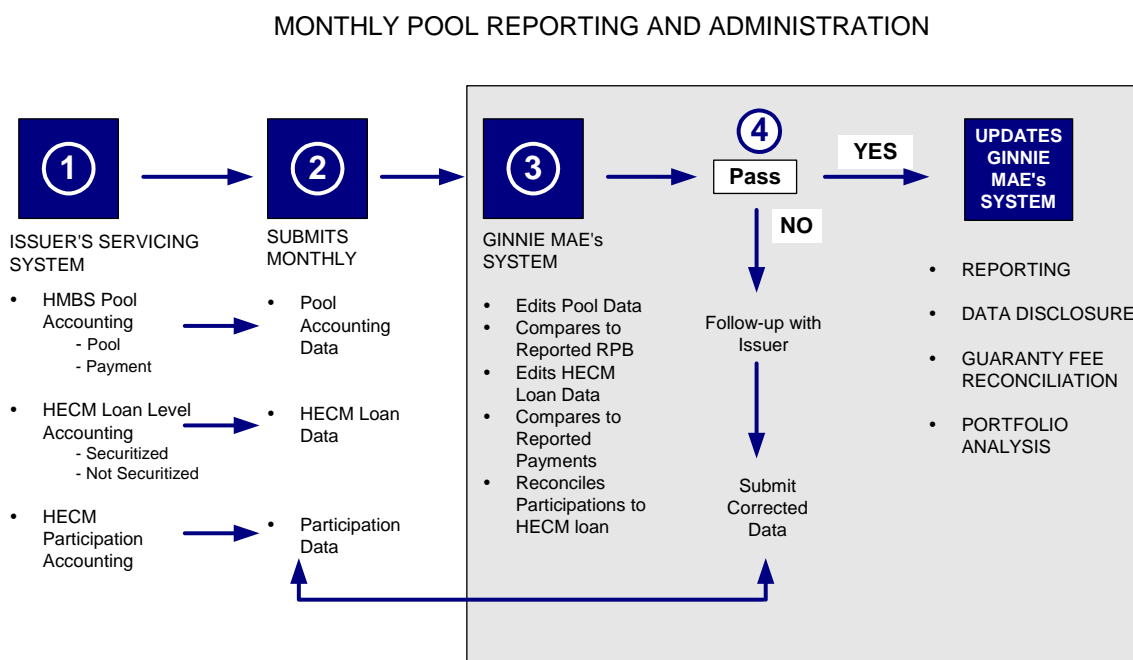 MONTHLY POOL REPORTING AND ADMINISTRATION
1
ISSUER'S SERVICING
SYSTEM
• HMBS Pool
Accounting
- Pool
- Payment
• HECM Loan Level
Accounting
- Securitized
- Not Securitized
• HECM
Participation
Accounting
2
SUBMITS
MONTHLY
• Pool
Accounting
Data
• HECM Loan
Data
• Participation
Data
3
GINNIE MAE's
SYSTEM
• Edits Pool Data
• Compares to
Reported RPB
• Edits HECM
Loan Data
• Compares to
Reported
Payments
• Reconciles
Participations to
HECM loan
4
Pass
YES
NO
Follow-up with
Issuer
Submit
Corrected
Data
UPDATES
GINNIE
MAE's
SYSTEM
• REPORTING
• DATA DISCLOSURE
• GUARANTY FEE
RECONCILIATION
• PORTFOLIO
ANALYSIS